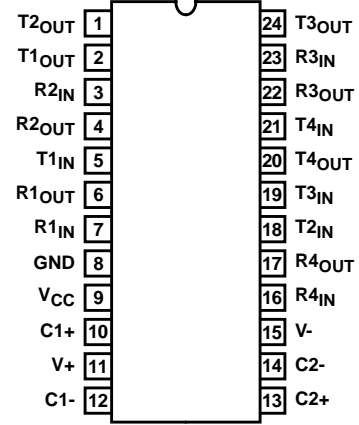 T2OUT 1 24 T3OUT
T1OUT 2 23 R3IN
R2IN 3 22 R3OUT
R2OUT 4 21 T4IN
T1IN 5 20 T4OUT
R1OUT 6 19 T3IN
R1IN 7 18 T2IN
GND 8 17 R4OUT
VCC 9 16 R4IN
C1+ 10 15 V-
V+ 11 14 C2-
C1- 12 13 C2+